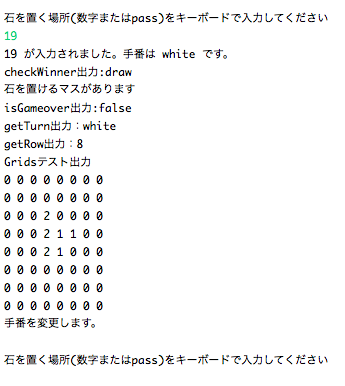 石を置く場所(数字またはpass)をキーボードで入力してください
19
19 が入力されました。手番は white です。
checkWinner出力:draw
石を置けるマスがあります
isGameover出力:false
getTurn出力：white
getRow出力：8
Gridsテスト出力
0 0 0 0 0 0 0 0
0 0 0 0 0 0 0 0
0 0 0 2 0 0 0 0
0 0 0 2 1 1 0 0
0 0 0 2 1 0 0 0
0 0 0 0 0 0 0 0
0 0 0 0 0 0 0 0
0 0 0 0 0 0 0 0
手番を変更します。
石を置く場所(数字またはpass)をキーボードで入力してください